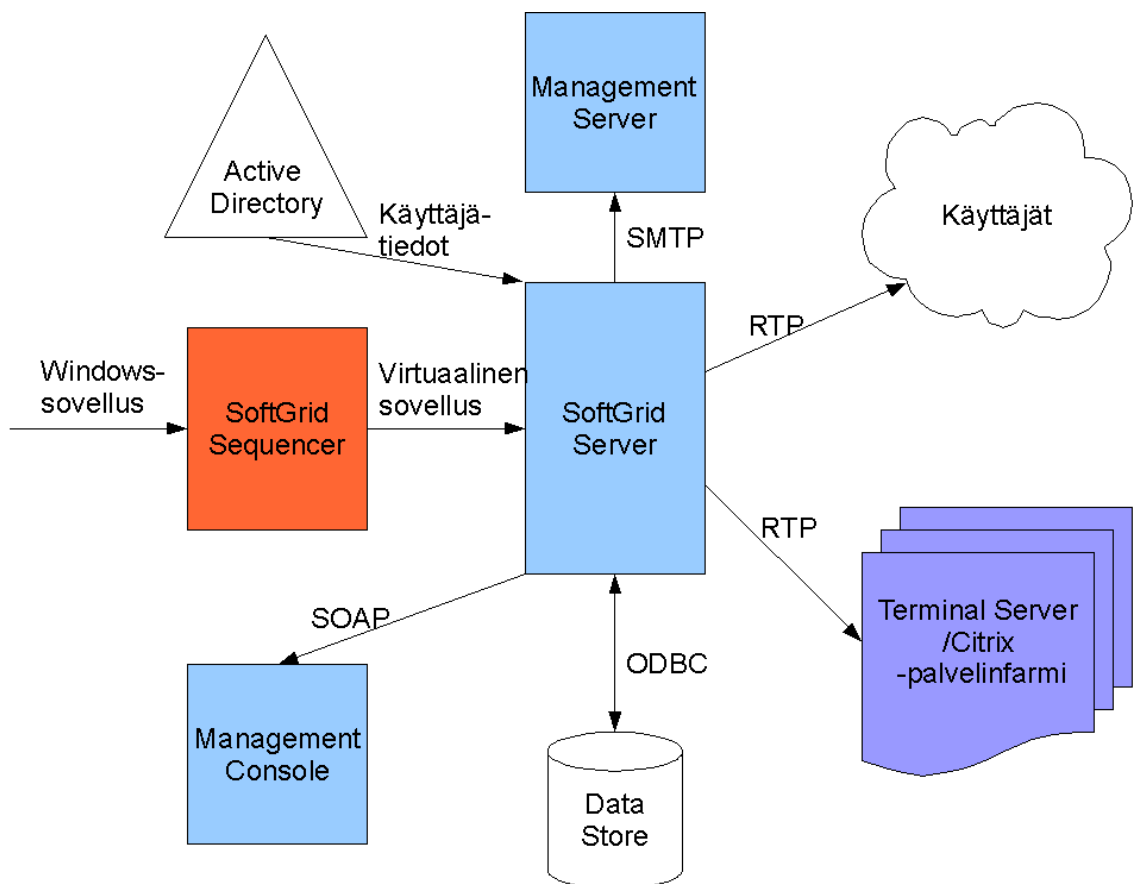 Management
Server
Active
Directory
Käyttäjä-
tiedot
SMTP
Käyttäjät
RTP
Windows-
sovellus
SoftGrid
Sequencer
Virtuaalinen
sovellus
SoftGrid
Server
RTP
Terminal Server
/Citrix
-palvelinfarmi
SOAP
ODBC
Management
Console
Data
Store